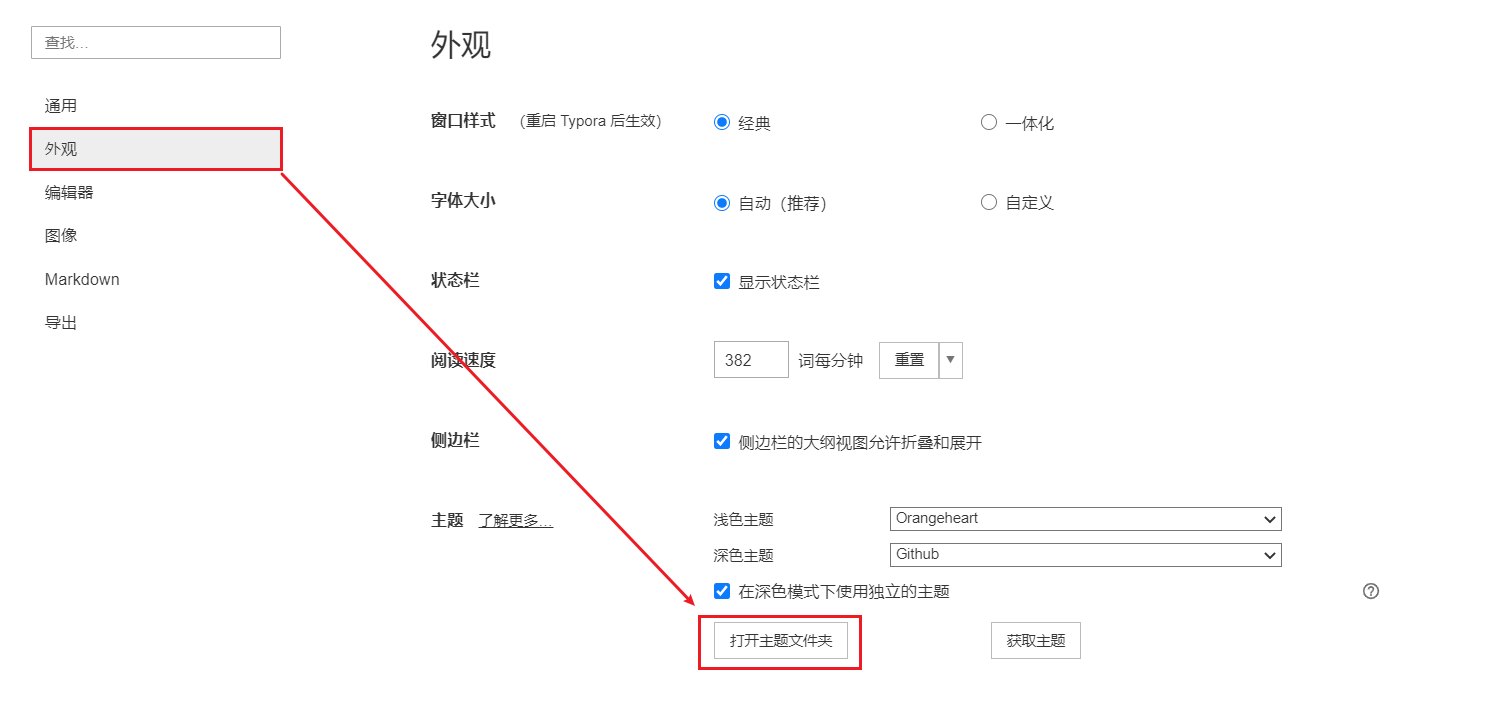 查找...
通用
外观
编辑器
图像
Markdown
导出
外观
窗口样式 (重启 Typora 后生效) 经典 一体化
字体大小 自动（推荐） 自定义
状态栏 显示状态栏
阅读速度 382 词每分钟 重置
侧边栏 侧边栏的大纲视图允许折叠和展开
主题 了解更多... 浅色主题 Orangeheart
深色主题 Github
在深色模式下使用独立的主题
打开主题文件夹 获取主题